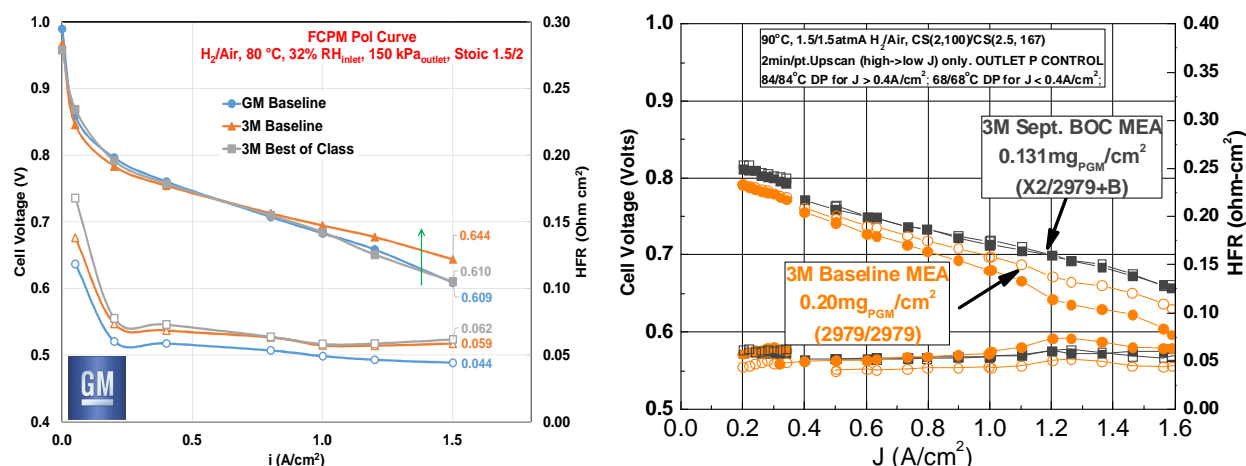 FCPM Pol Curve
H2/Air, 80 °C, 32% RHinlet, 150 kPaoutlet, Stoic 1.5/2
GM Baseline
3M Baseline
3M Best of Class
Cell Voltage (V)
1.0
0.9
0.8
0.7
0.6
0.5
0.4
HFR (Ohm cm²)
0.30
0.25
0.20
0.15
0.10
0.05
0.00
0.644
0.610
0.609
0.062
0.059
0.044
GM
0.0
0.5
1.0
1.5
i (A/cm²)
90°C, 1.5/1.5atmA H2/Air, CS(2,100)/CS(2.5, 167)
2min/pt.Upscan (high->low J) only. OUTLET P CONTROL
84/84°C DP for J > 0.4A/cm²; 68/68°C DP for J < 0.4A/cm²;
3M Sept. BOC MEA
0.131mgPGM/cm²
(X2/2979+B)
3M Baseline MEA
0.20mgPGM/cm²
(2979/2979)
Cell Voltage (Volts)
1.0
0.9
0.8
0.7
0.6
0.5
HFR (Ohm-cm²)
0.40
0.35
0.30
0.25
0.20
0.15
0.10
0.05
0.00
0.0
0.2
0.4
0.6
0.8
1.0
1.2
1.4
1.6
J (A/cm²)